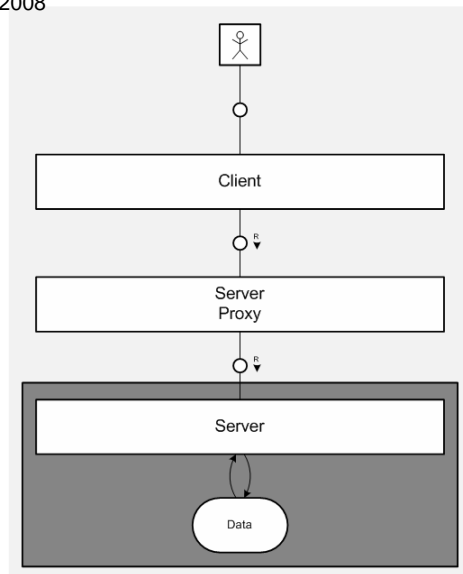 2008
Client
R
Server
Proxy
R
Server
Data